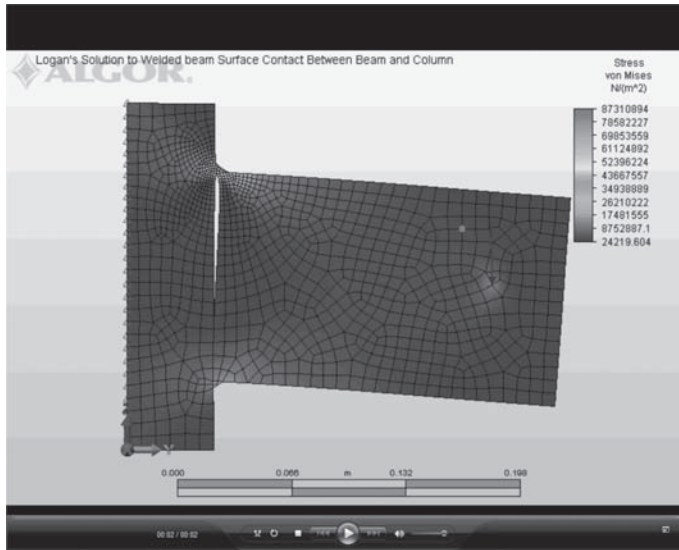 Logan's Solution to Welded beam Surface Contact Between Beam and Column
ALGOR.
Stress
von Mises
N/(m^2)
87310894
78582227
69853559
61124892
52396224
43667557
34938889
26210222
17481555
8752887.1
24219.604
Y
0.000 0.066 m 0.132 0.198
00:02 / 00:02